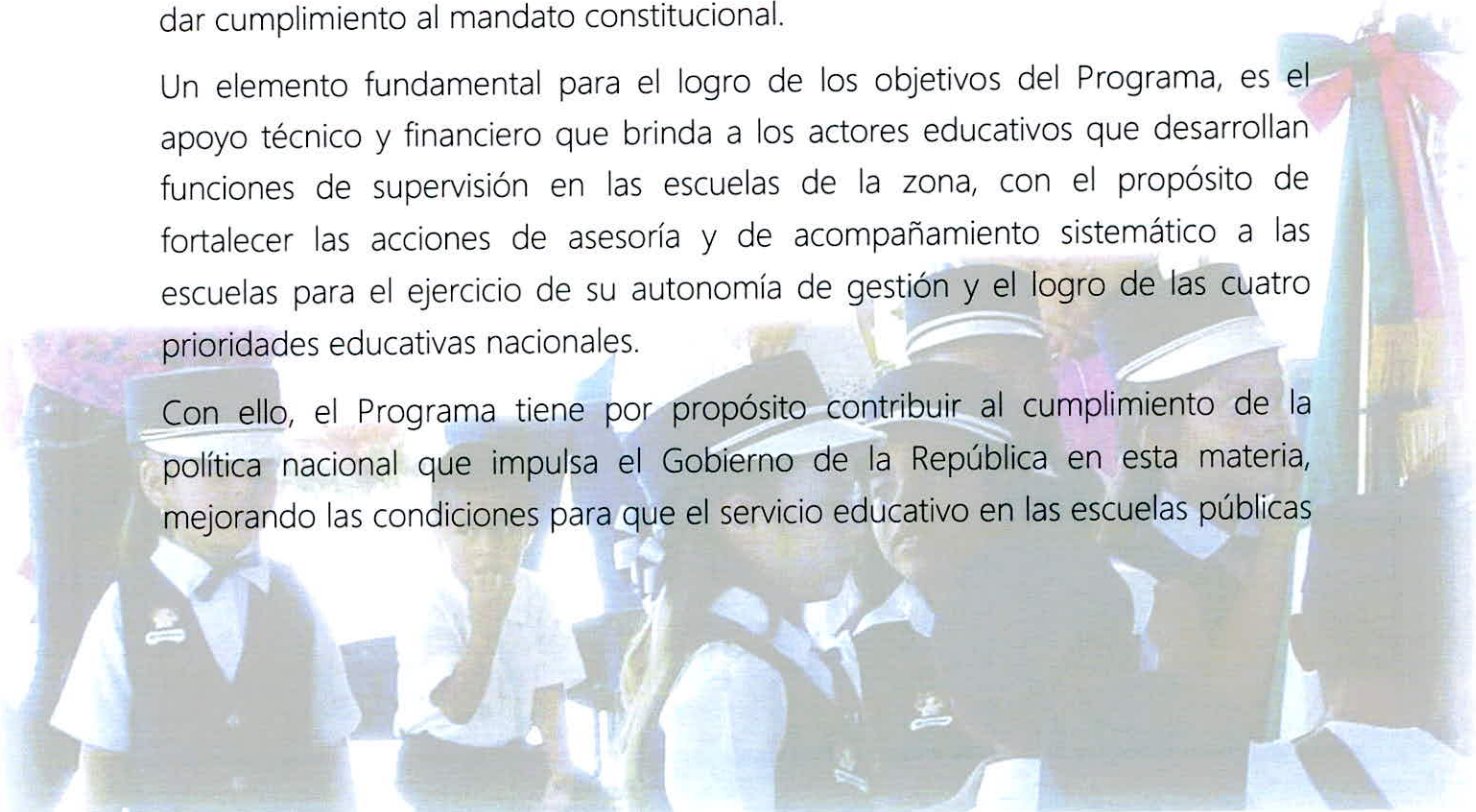 dar cumplimiento al mandato constitucional.
Un elemento fundamental para el logro de los objetivos del Programa, es el
apoyo técnico y financiero que brinda a los actores educativos que desarrollan
funciones de supervisión en las escuelas de la zona, con el propósito de
fortalecer las acciones de asesoría y de acompañamiento sistemático a las
escuelas para el ejercicio de su autonomía de gestión y el logro de las cuatro
prioridades educativas nacionales.
Con ello, el Programa tiene por propósito contribuir al cumplimiento de la
política nacional que impulsa el Gobierno de la República en esta materia,
mejorando las condiciones para que el servicio educativo en las escuelas públicas